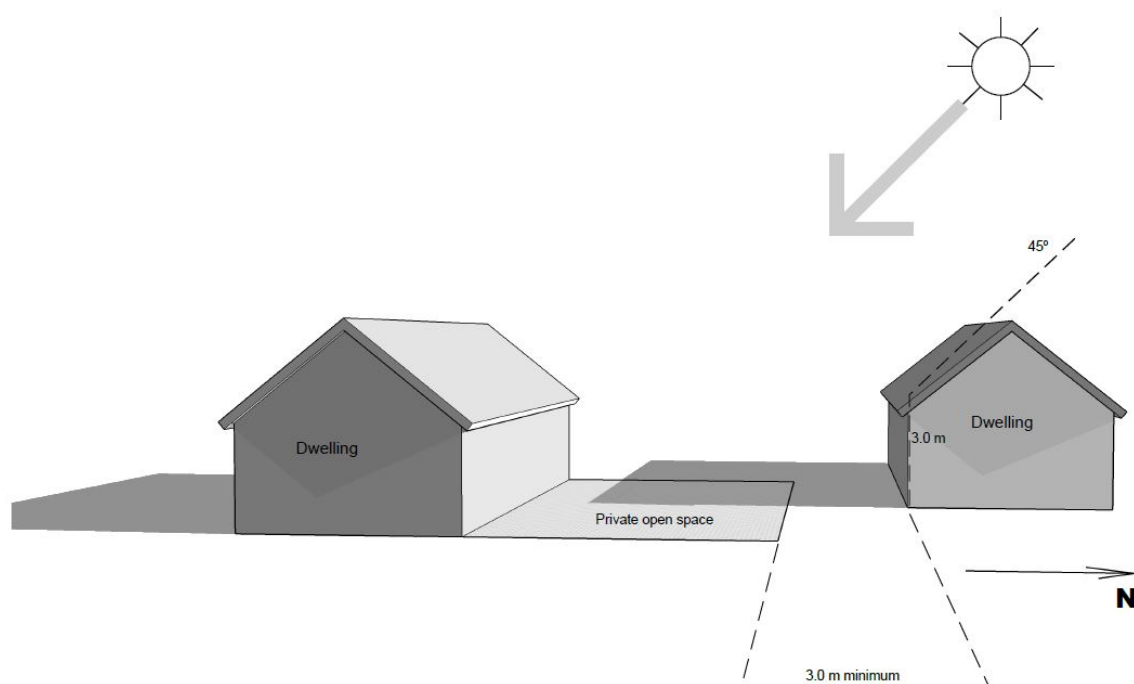 45º
Dwelling
Dwelling
3.0 m
Private open space
N
3.0 m minimum